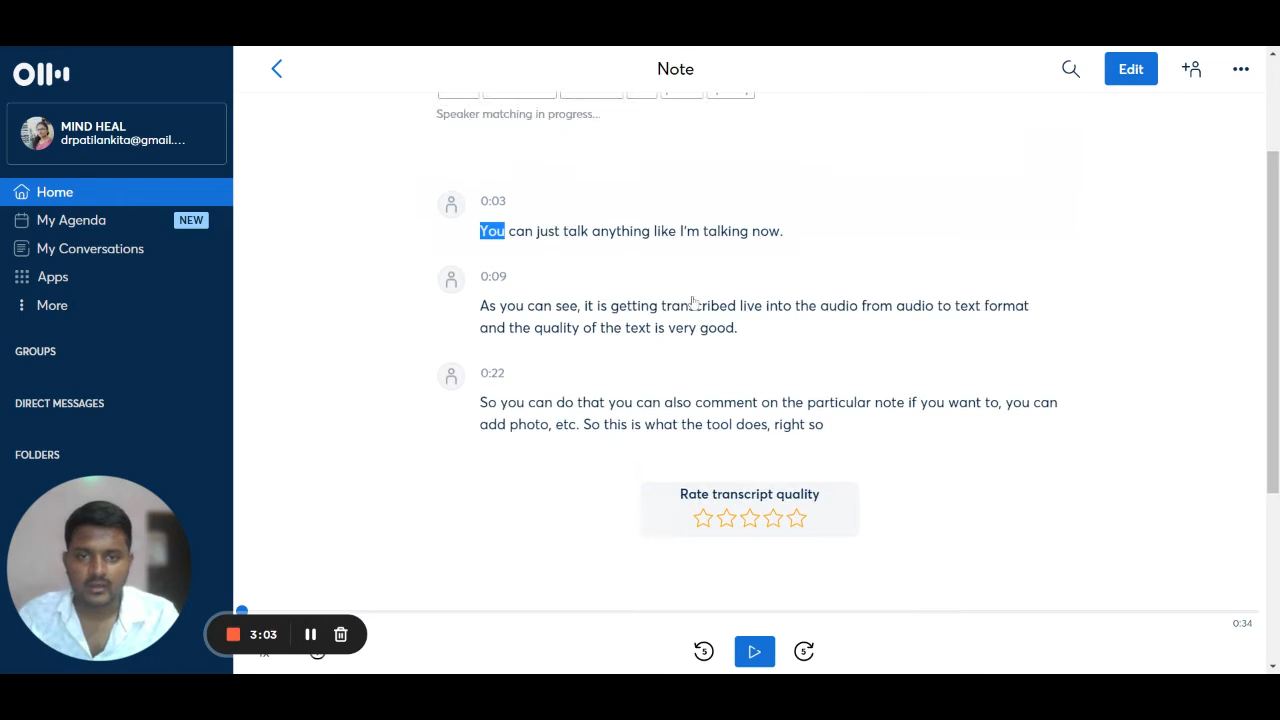 Note
Edit
MIND HEAL
drpatilankita@gmail....
Home
My Agenda
NEW
My Conversations
Apps
More
GROUPS
DIRECT MESSAGES
FOLDERS
Speaker matching in progress...
0:03
You can just talk anything like I'm talking now.
0:09
As you can see, it is getting transcribed live into the audio from audio to text format
and the quality of the text is very good.
0:22
So you can do that you can also comment on the particular note if you want to, you can
add photo, etc. So this is what the tool does, right so
Rate transcript quality
3:03
0:34
5
5